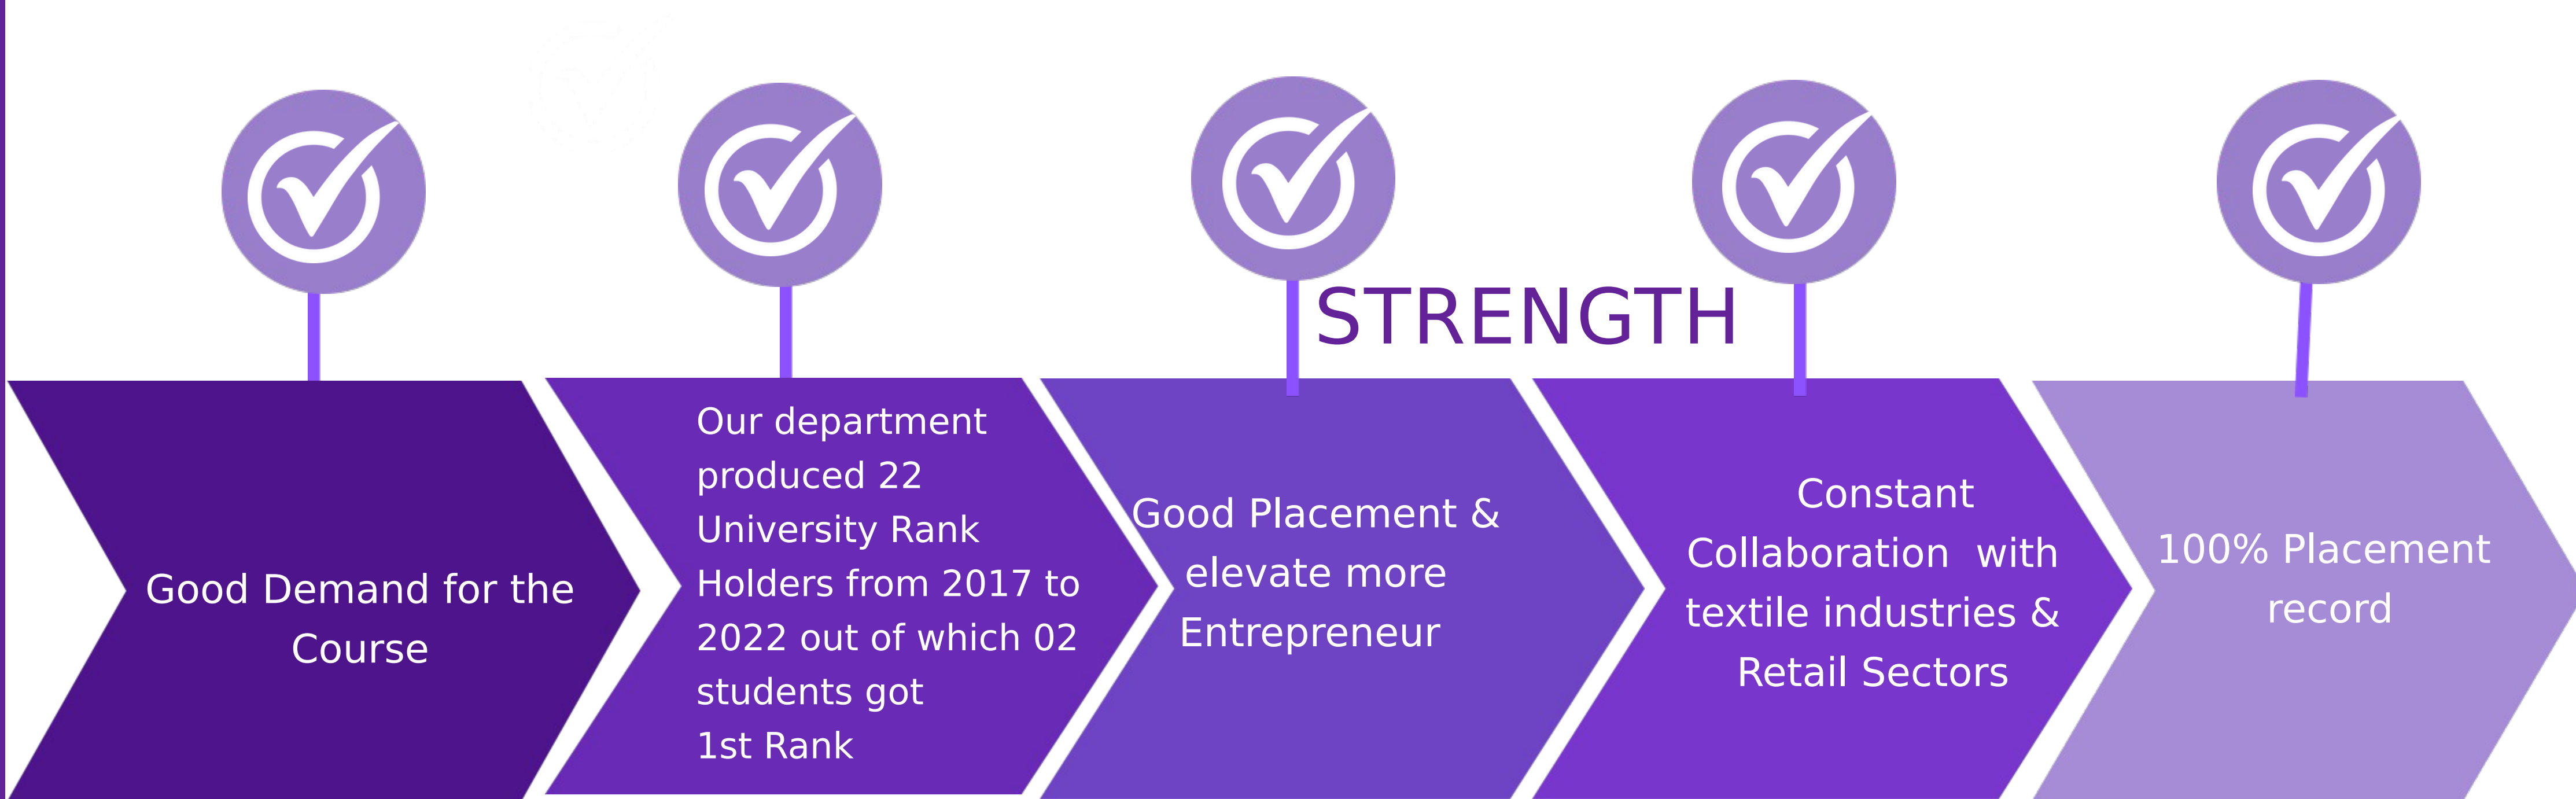 STRENGTH
Good Demand for the
Course
Our department
produced 22
University Rank
Holders from 2017 to
2022 out of which 02
students got
1st Rank
Good Placement &
elevate more
Entrepreneur
Constant
Collaboration  with
textile industries &
Retail Sectors
100% Placement
record